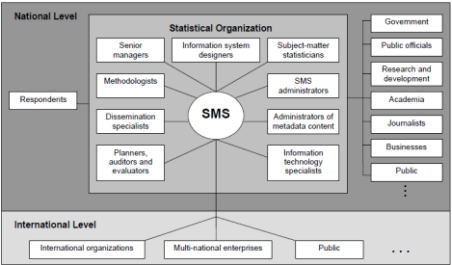 National Level
Statistical Organization
Senior
managers
Information system
designers
Subject-matter
statisticians
Methodologists
SMS
administrators
Respondents
SMS
Dissemination
specialists
Administrators of
metadata content
Planners,
auditors and
evaluators
Information
technology
specialists
Government
Public officials
Research and
development
Academia
Journalists
Businesses
Public
International Level
International organizations
Multi-national enterprises
Public
. . .